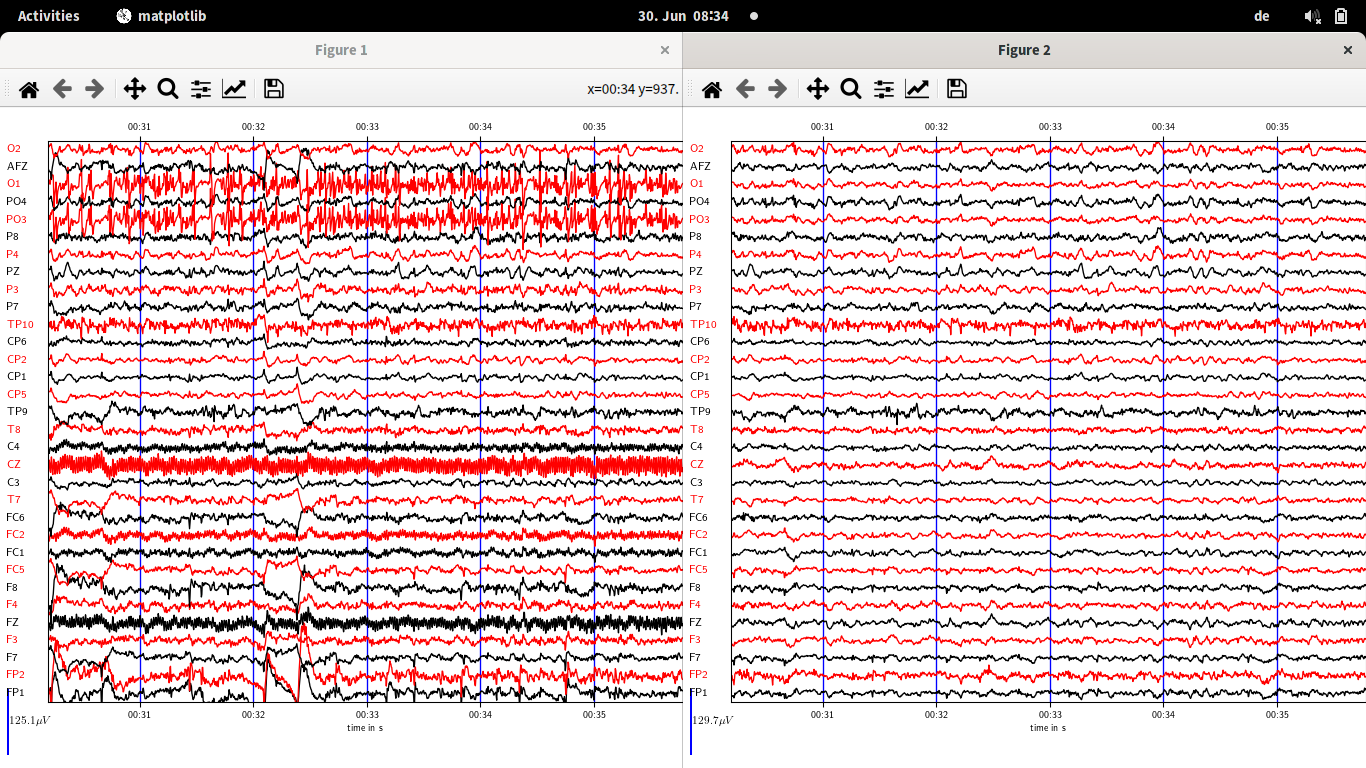 Activities matplotlib 30. Jun 08:34 de
Figure 1 ×
x=00:34 y=937.
00:31 00:32 00:33 00:34 00:35
O2
AFZ
O1
PO4
PO3
P8
P4
PZ
P3
P7
TP10
CP6
CP2
CP1
CP5
TP9
T8
C4
CZ
C3
T7
FC6
FC2
FC1
FC5
F8
F4
FZ
F3
F7
FP2
FP1
125.1µV
00:31 00:32 00:33 00:34 00:35
time in s
Figure 2 ×
00:31 00:32 00:33 00:34 00:35
O2
AFZ
O1
PO4
PO3
P8
P4
PZ
P3
P7
TP10
CP6
CP2
CP1
CP5
TP9
T8
C4
CZ
C3
T7
FC6
FC2
FC1
FC5
F8
F4
FZ
F3
F7
FP2
FP1
129.7µV
00:31 00:32 00:33 00:34 00:35
time in s